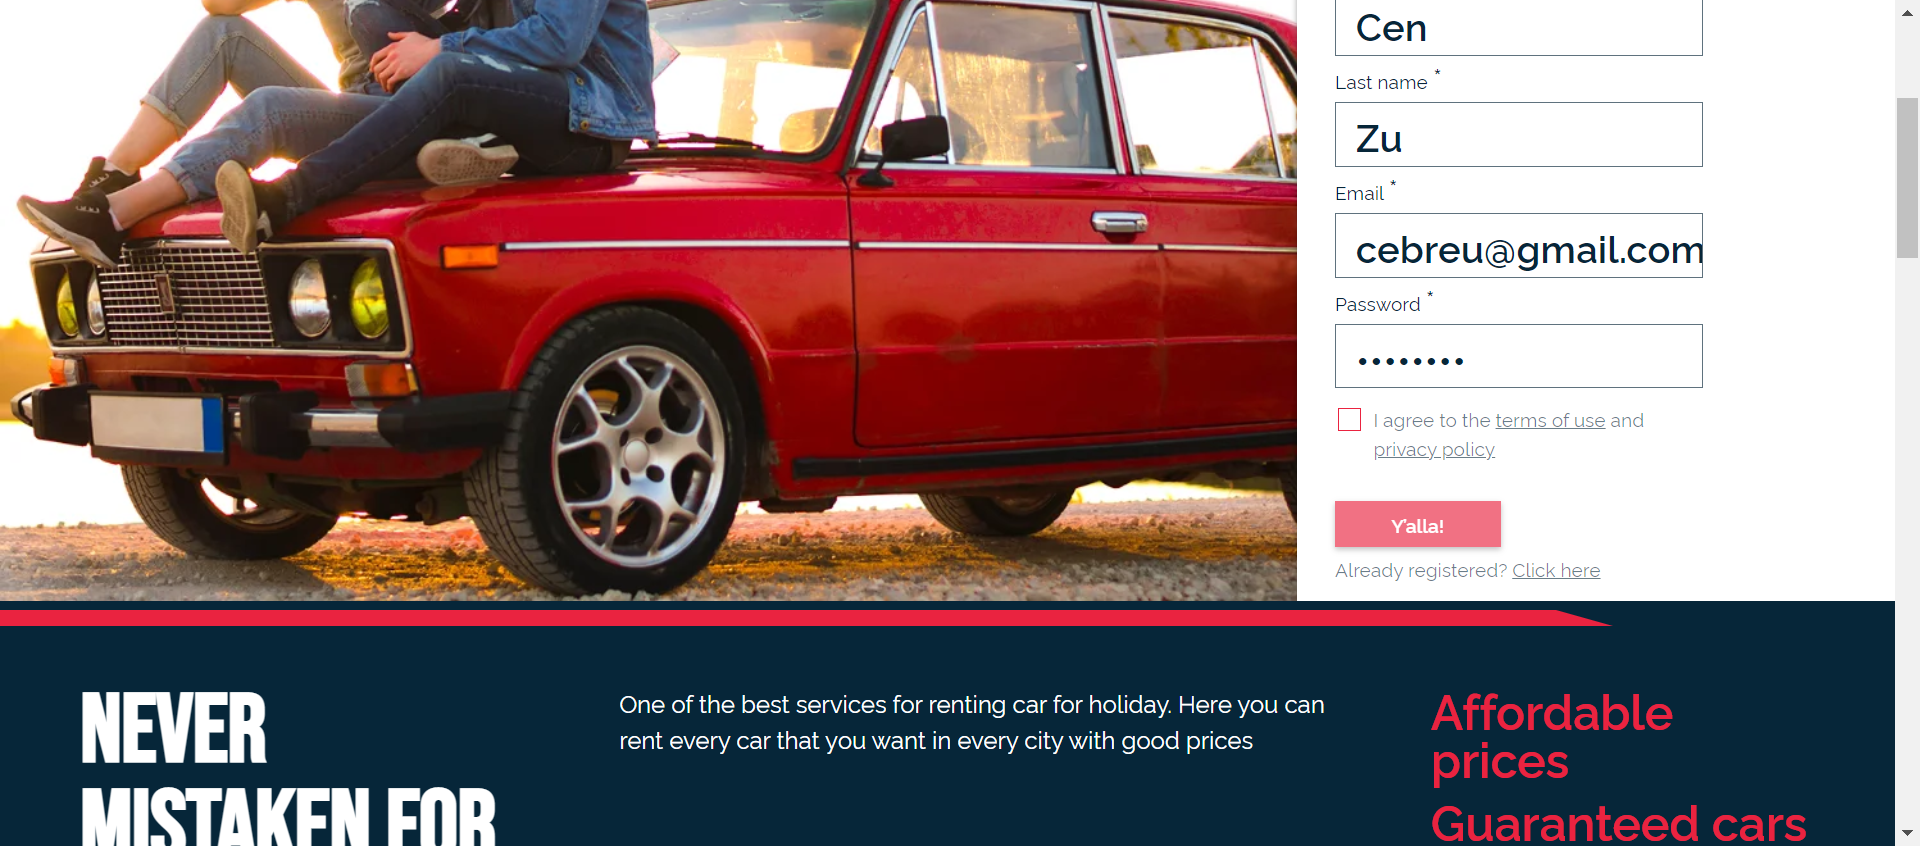 Cen
Last name *
Zu
Email *
cebreu@gmail.com
Password *
••••••••
I agree to the terms of use and
privacy policy
Y'alla!
Already registered? Click here
NEVER
MISTAKEN FOR
One of the best services for renting car for holiday. Here you can
rent every car that you want in every city with good prices
Affordable
prices
Guaranteed cars